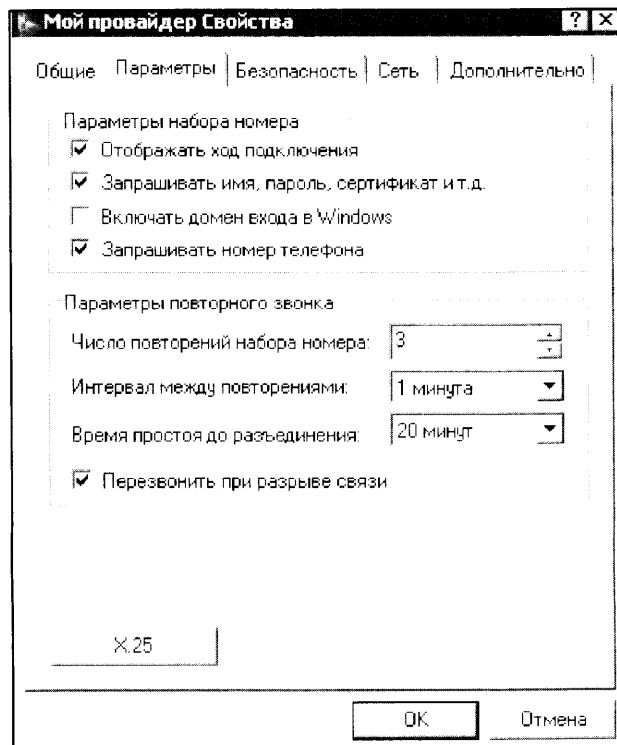 Мой провайдер Свойства
Общие Параметры Безопасность Сеть Дополнительно
Параметры набора номера
Отображать ход подключения
Запрашивать имя, пароль, сертификат и т.д.
Включать домен входа в Windows
Запрашивать номер телефона
Параметры повторного звонка
Число повторений набора номера: 3
Интервал между повторениями: 1 минута
Время простоя до разъединения: 20 минут
Перезвонить при разрыве связи
X.25
OK Отмена